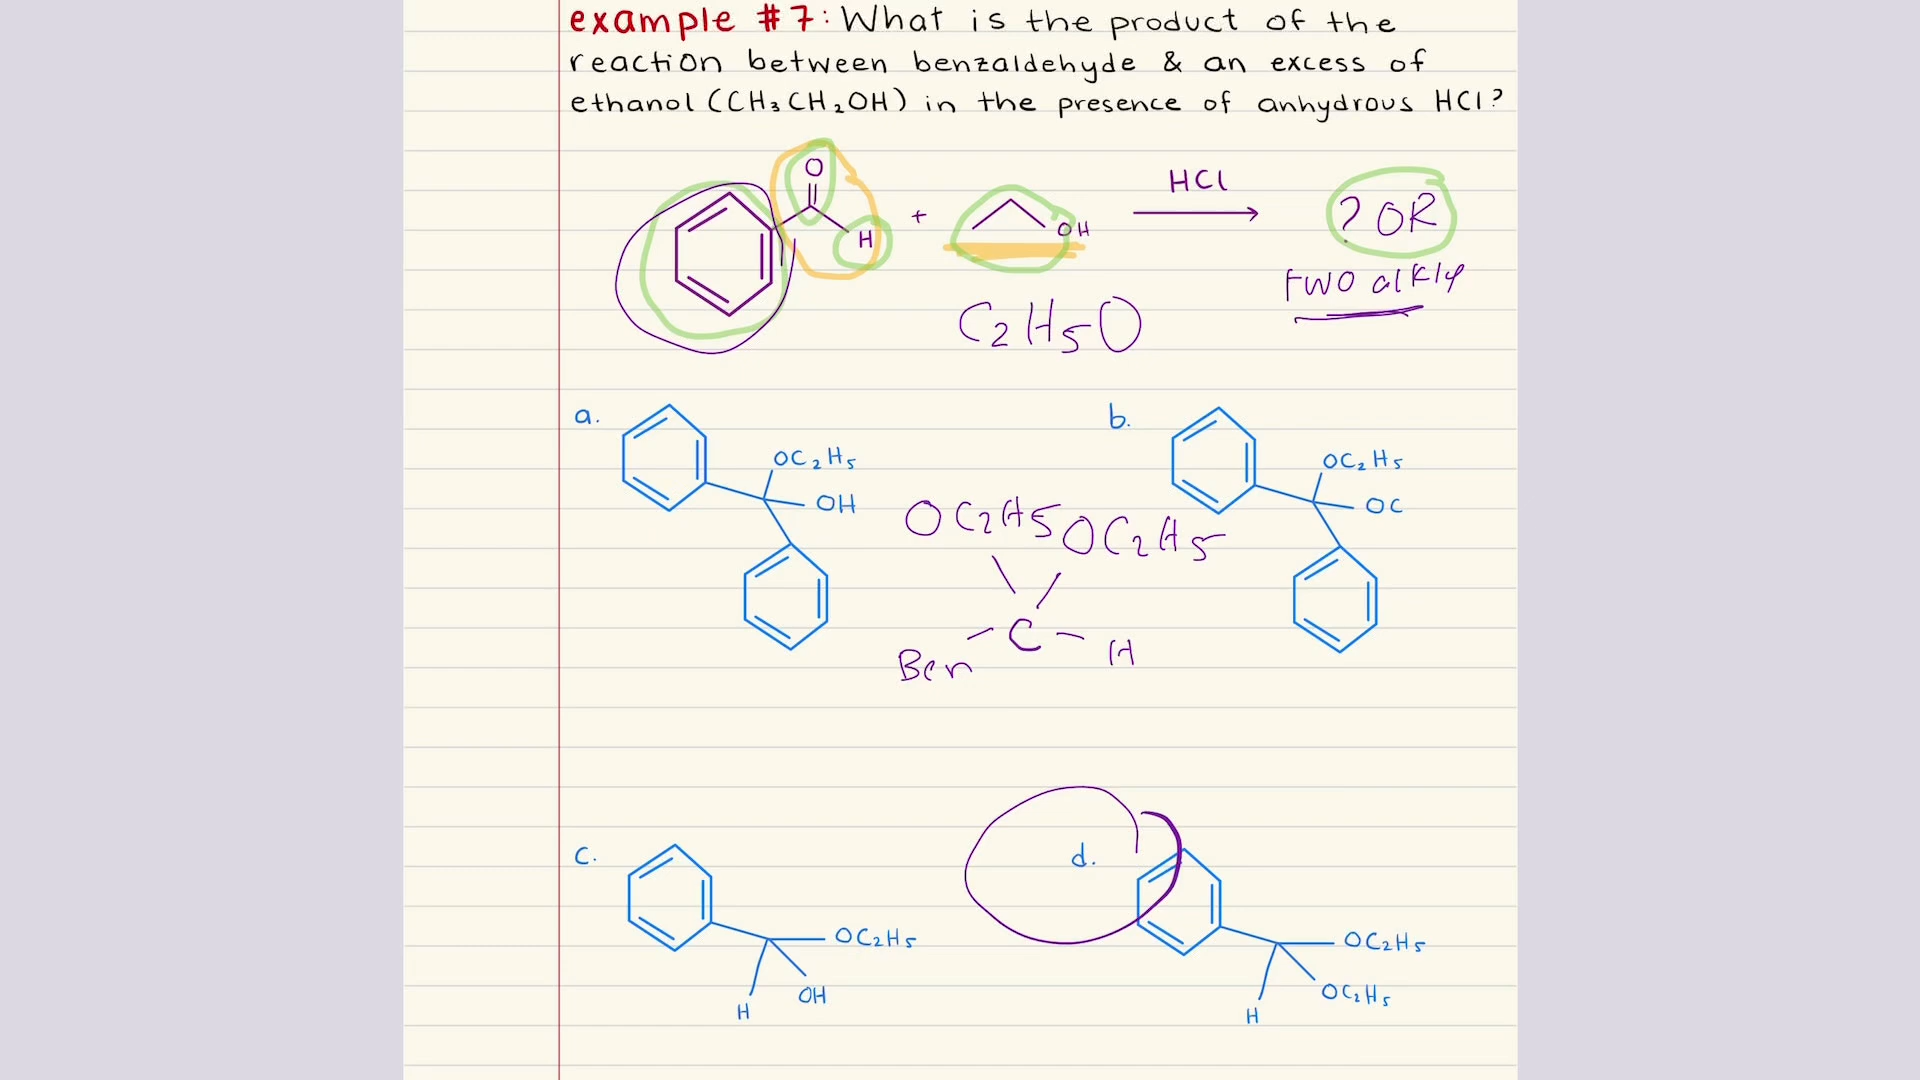 example #7: What is the product of the
reaction between benzaldehyde & an excess of
ethanol (CH₃CH₂OH) in the presence of anhydrous HCl?
O
H
+
OH
HCl
? OR
two alkly
C₂H₅O
a.
OC₂H₅
OH
b.
OC₂H₅
OC
OC₂H₅ OC₂H₅
C
Ben
H
c.
OC₂H₅
OH
H
d.
OC₂H₅
OC₂H₅
H